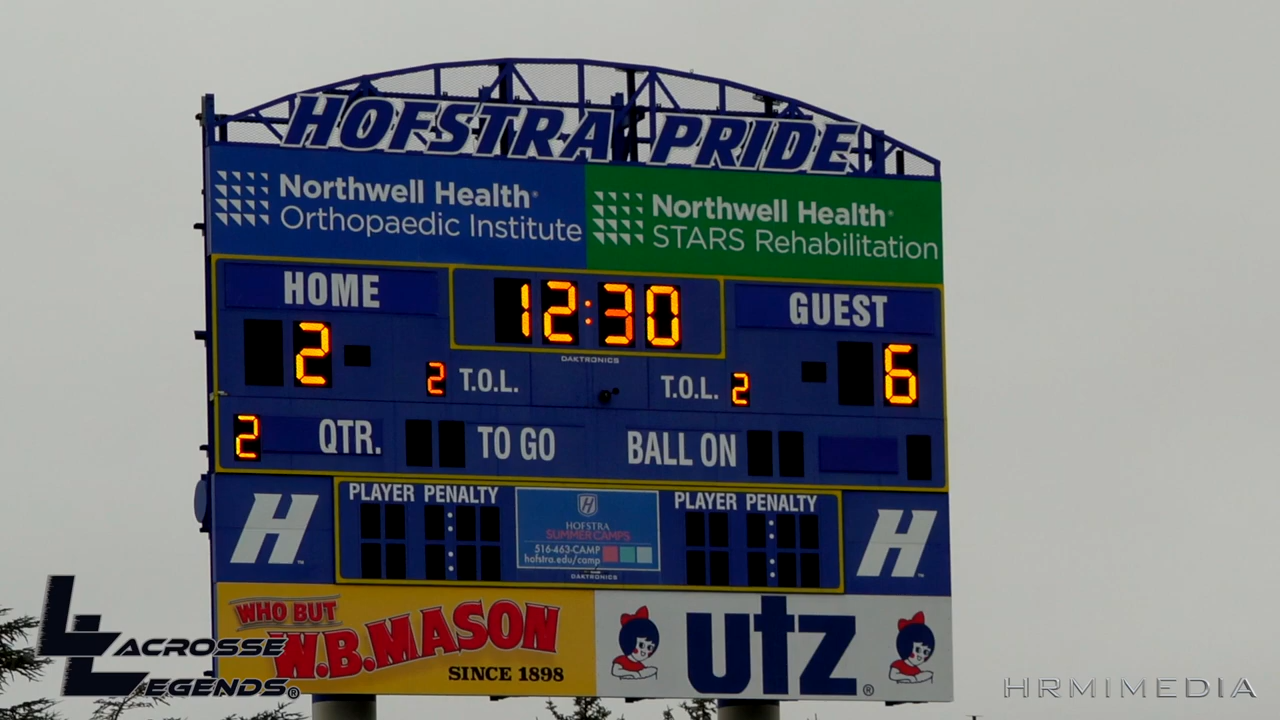 HOFSTRA PRIDE
Northwell Health®
Orthopaedic Institute
Northwell Health®
STARS Rehabilitation
HOME
12:30
GUEST
2
DAKTRONICS
6
2 T.O.L.
T.O.L. 2
2 QTR.
TO GO
BALL ON
PLAYER PENALTY
PLAYER PENALTY
H™
HOFSTRA
SUMMER CAMPS
516-463-CAMP
hofstra.edu/camp
DAKTRONICS
H™
WHO BUT
W.B. MASON
SINCE 1898
utz®
LACROSSE
LEGENDS®
HRMIMEDIA